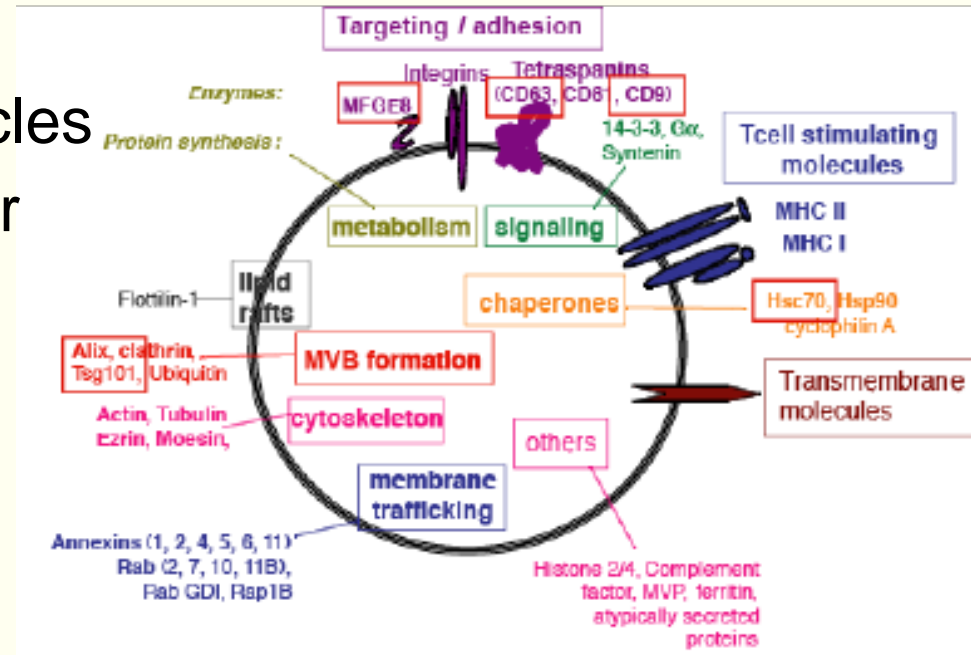 Targeting / adhesion
cles
r
Enzymes:
Protein synthesis :
Integrins
MFGE8
Tetraspanins
(CD63, CD81, CD9)
14-3-3, Gα,
Syntenin
Tcell stimulating
molecules
MHC II
MHC I
metabolism
signaling
Flotilin-1
lipid
rafts
chaperones
Hsc70, Hsp90
cyclophilin A
Alix, clathrin,
Tsg101, Ubiquitin
MVB formation
Transmembrane
molecules
Actin, Tubulin
Ezrin, Moesin,
cytoskeleton
others
membrane
trafficking
Annexins (1, 2, 4, 5, 6, 11)
Rab (2, 7, 10, 11B),
Rab GDI, Rap1B
Histone 2/4, Complement
factor, MVP, ferritin,
atypically secreted
proteins